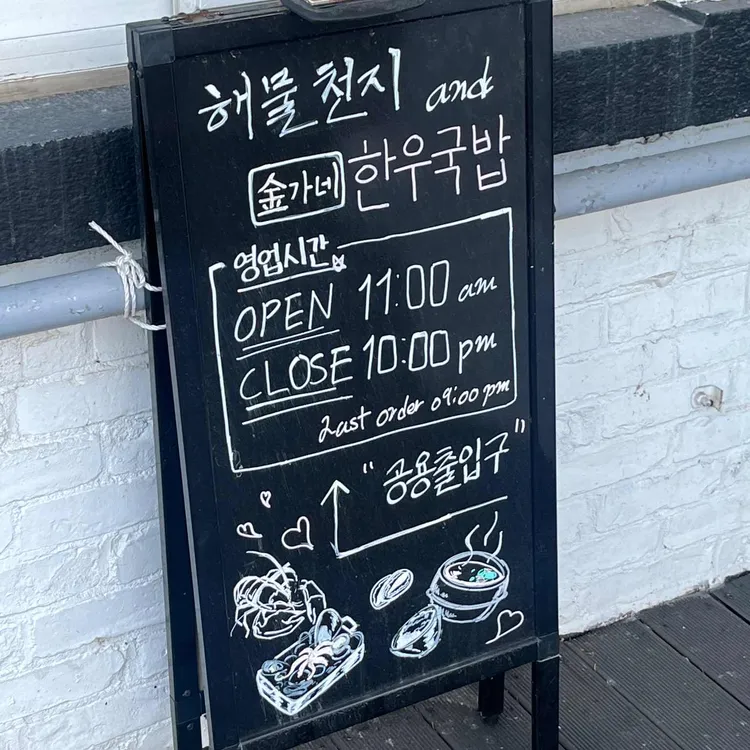 해물천지 and
金가네 한우국밥
영업시간
OPEN 11:00 am
CLOSE 10:00 pm
Last order 09:00 pm
"공용출입구"